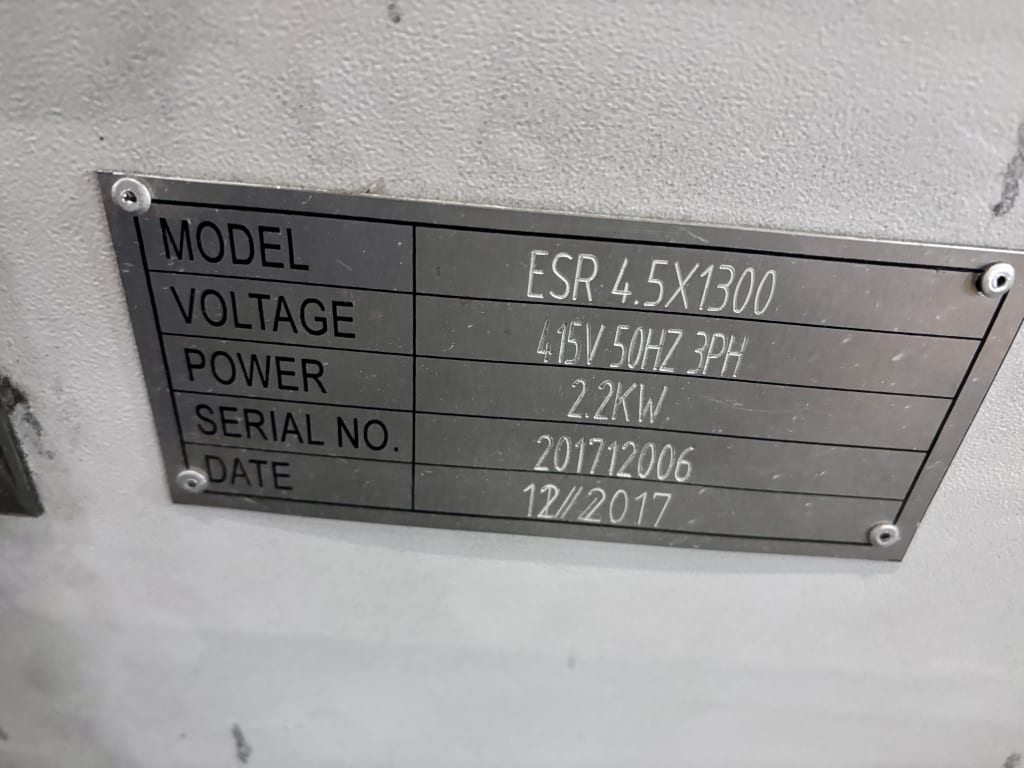 MODEL ESR 4.5X1300
VOLTAGE 415V 50HZ 3PH
POWER 2.2KW
SERIAL NO. 201712006
DATE 12//2017